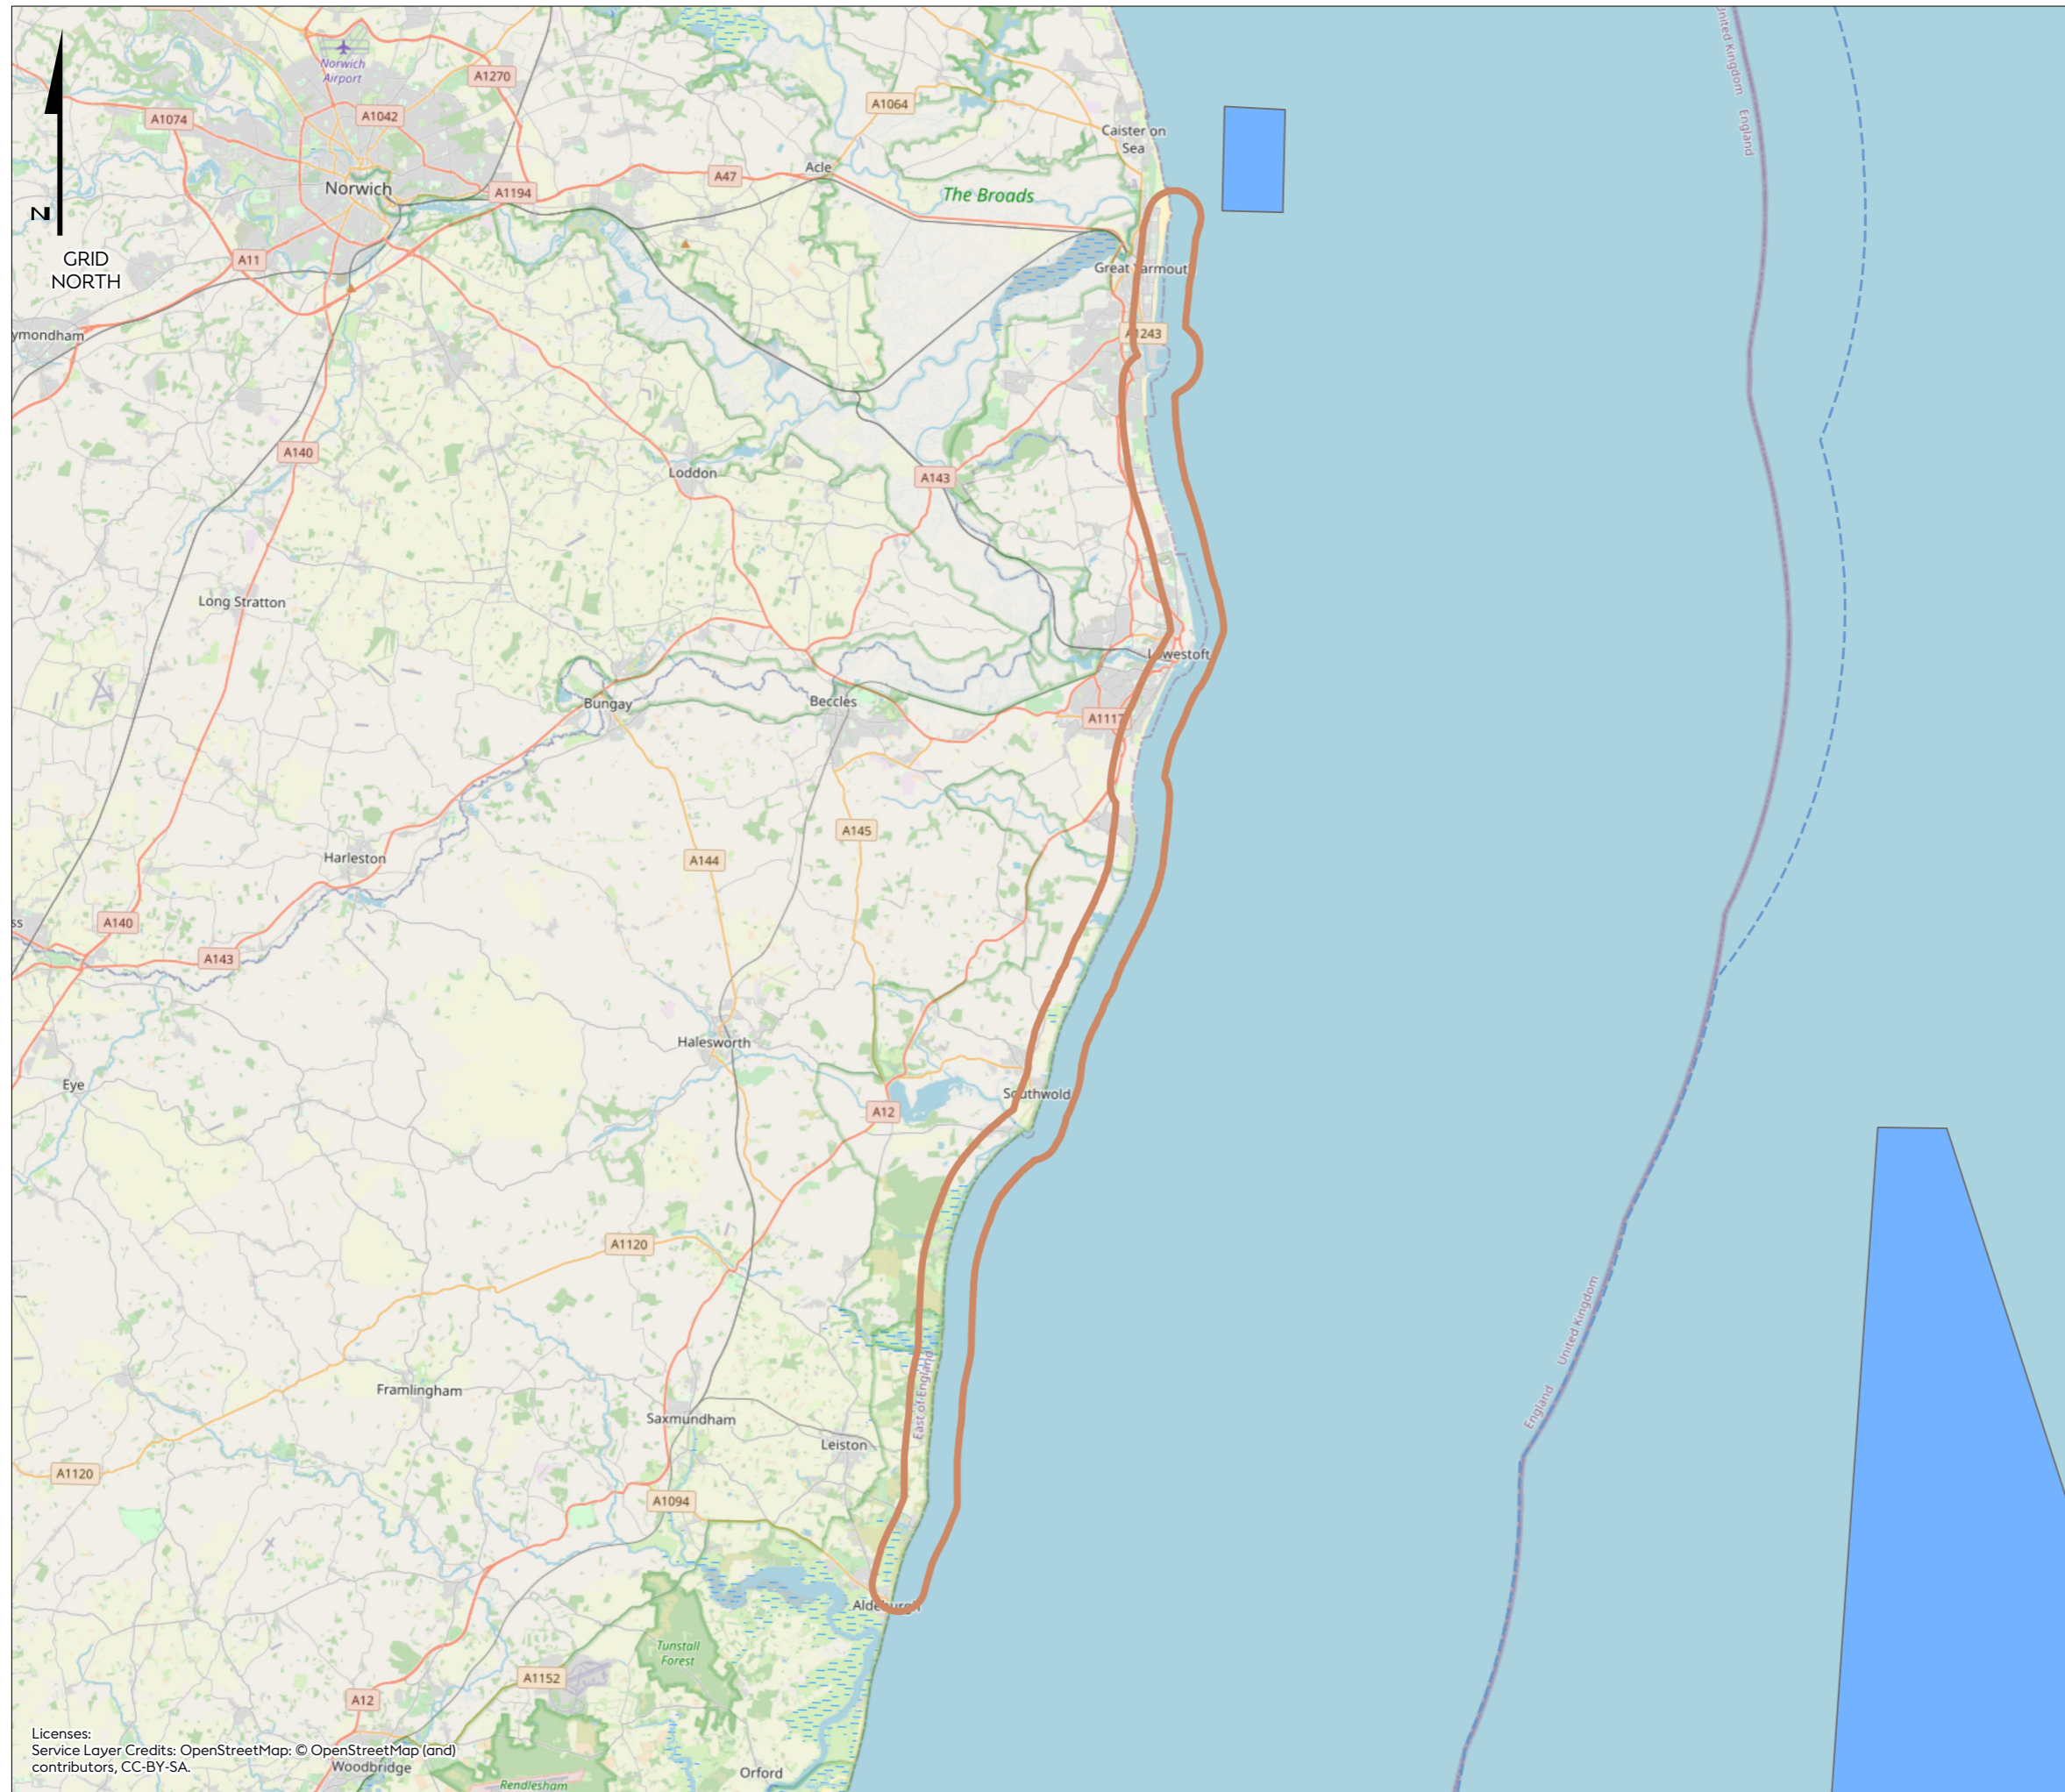 Norwich
Airport
A1270
A1064
A1074
A1042
Caister on
Sea
Acle
A47
Norwich
A1194
The Broads
N
GRID
NORTH
A11
Great Yarmout
A1243
ymondham
A140
Loddon
A143
Long Stratton
Lowestoft
Bungay
Beccles
A1117
A145
Harleston
A144
ss
A140
A143
Halesworth
Eye
Southwold
A12
A1120
Framlingham
Saxmundham
Leiston
East of England
A1120
A1094
Aldeburgh
Tunstall
Forest
A1152
A12
Licenses:
Service Layer Credits: OpenStreetMap: © OpenStreetMap (and)
contributors, CC-BY-SA.
Woodbridge
Orford
Rendlesham
United Kingdom
England
United Kingdom
England